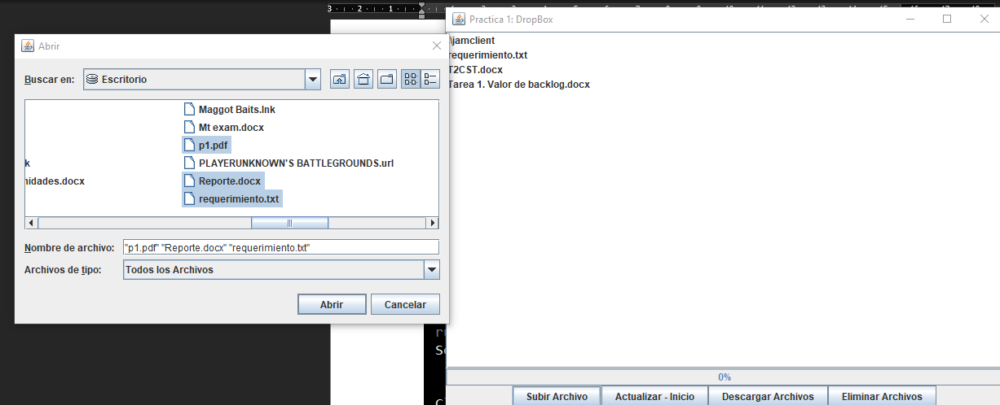 3 · ı · 2 · ı · 1 · ı ·
Abrir
Buscar en:
Escritorio
Maggot Baits.lnk
Mt exam.docx
p1.pdf
k
PLAYERUNKNOWN'S BATTLEGROUNDS.url
nidades.docx
Reporte.docx
requerimiento.txt
Nombre de archivo:
"p1.pdf" "Reporte.docx" "requerimiento.txt"
Archivos de tipo:
Todos los Archivos
Abrir
Cancelar
Practica 1: DropBox
.\jamclient
requerimiento.txt
T2CST.docx
Tarea 1. Valor de backlog.docx
0%
Subir Archivo
Actualizar - Inicio
Descargar Archivos
Eliminar Archivos